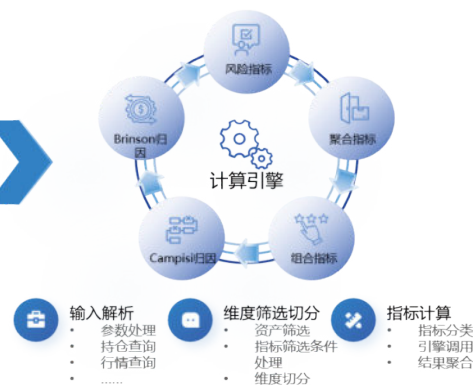 风险指标
Brinson归
因
聚合指标
计算引擎
Campisi归因
组合指标
输入解析
• 参数处理
• 持仓查询
• 行情查询
• ......
维度筛选切分
• 资产筛选
• 指标筛选条件
处理
• 维度切分
指标计算
• 指标分类
• 引擎调用
• 结果聚合